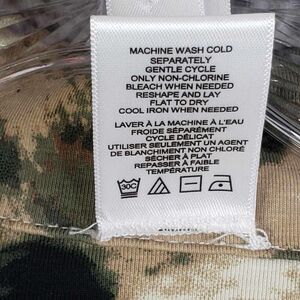 MACHINE WASH COLD
SEPARATELY
GENTLE CYCLE
ONLY NON-CHLORINE
BLEACH WHEN NEEDED
RESHAPE AND LAY
FLAT TO DRY
COOL IRON WHEN NEEDED
LAVER À LA MACHINE À L'EAU
FROIDE SÉPARÉMENT
CYCLE DÉLICAT
UTILISER SEULEMENT UN AGENT
DE BLANCHIMENT NON CHLORÉ
SÉCHER À PLAT
REPASSER À FAIBLE
TEMPÉRATURE
30C